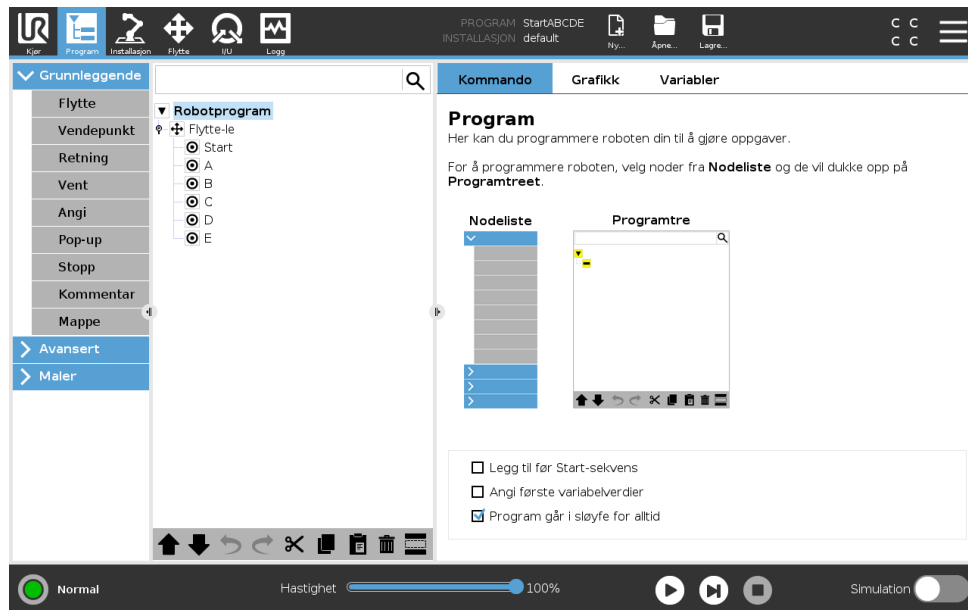 UR
Kjør
Program
Installasjon
Flytte
I/U
Logg
PROGRAM StartABCDE
INSTALLASJON default
Ny...
Åpne...
Lagre...
C C
C C
Grunnleggende
Flytte
Vendepunkt
Retning
Vent
Angi
Pop-up
Stopp
Kommentar
Mappe
Avansert
Maler
Robotprogram
Flytte-le
Start
A
B
C
D
E
Kommando
Grafikk
Variabler
Program
Her kan du programmere roboten din til å gjøre oppgaver.
For å programmere roboten, velg noder fra Nodeliste og de vil dukke opp på
Programtreet.
Nodeliste
Programtre
Legg til før Start-sekvens
Angi første variabelverdier
Program går i sløyfe for alltid
Normal
Hastighet
100%
Simulation